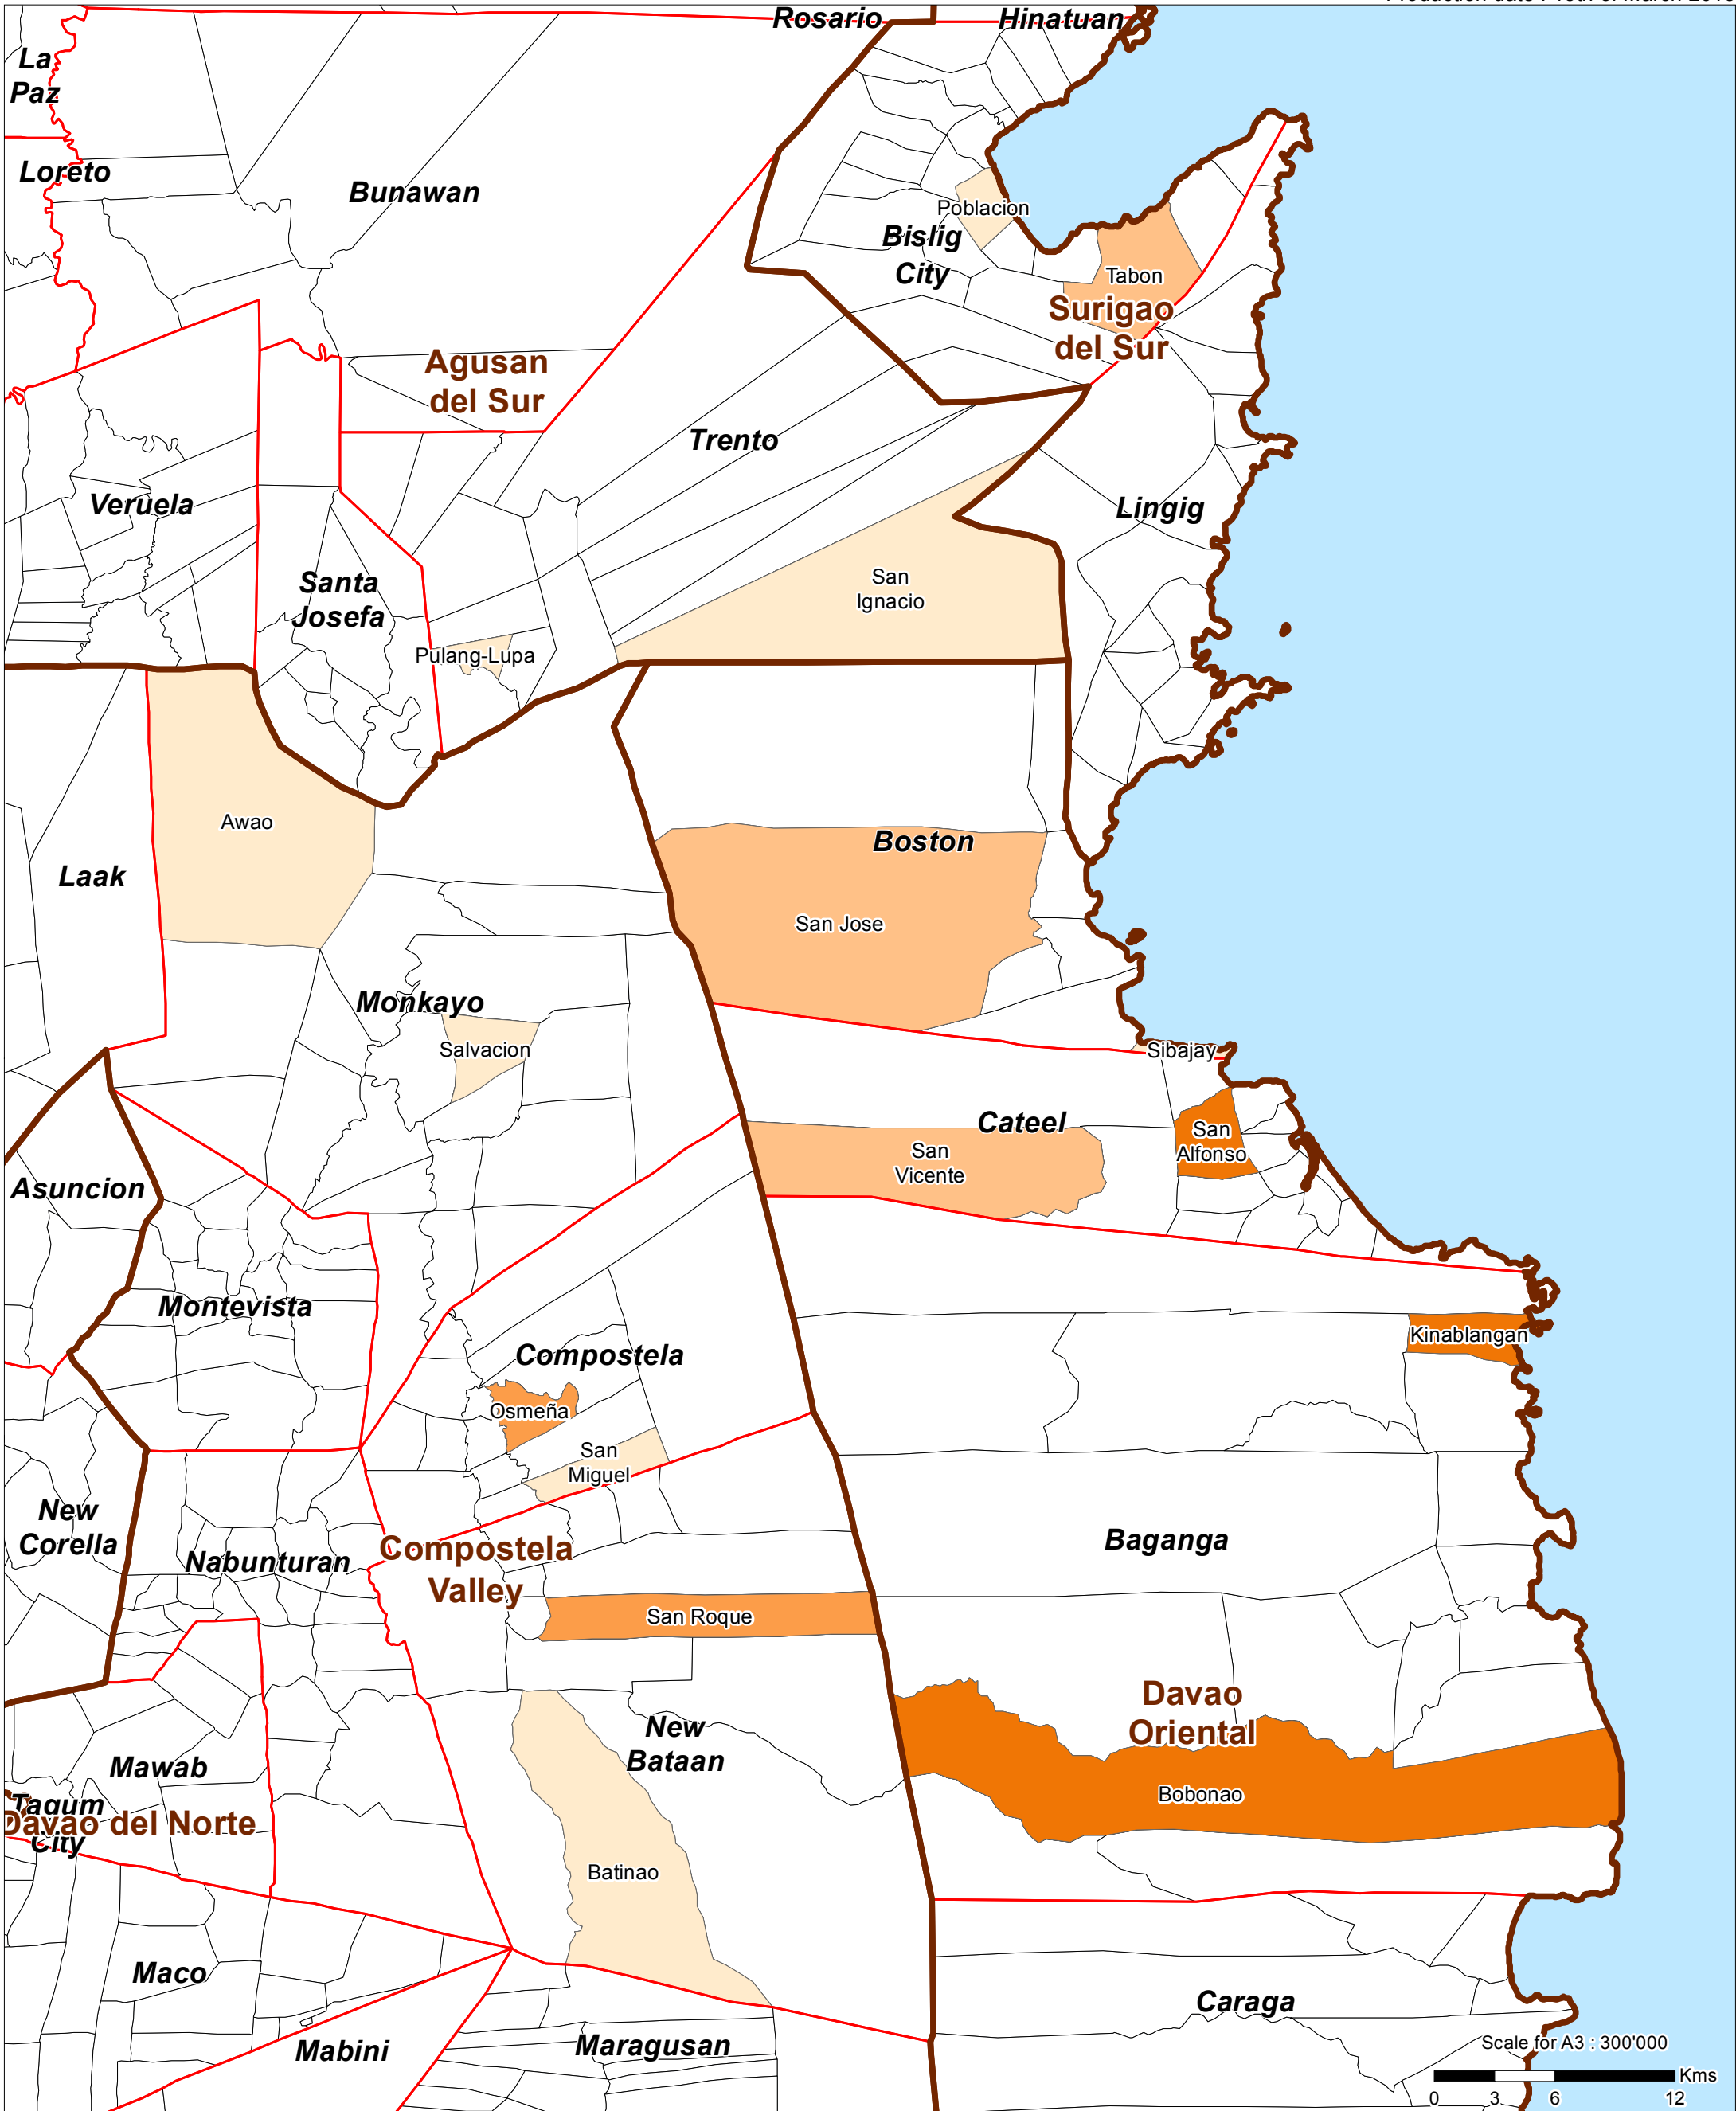 Rosario
Hinatuan
La
Paz
Loreto
Bunawan
Poblacion
Bislig
City
Tabon
Surigao
del Sur
Agusan
del Sur
Trento
Veruela
Lingig
Santa
Josefa
San
Ignacio
Pulang-Lupa
Awao
Boston
Laak
San Jose
Monkayo
Salvacion
Sibajay
Cateel
San
Alfonso
San
Vicente
Asuncion
Montevista
Kinablangan
Compostela
Osmeña
San
Miguel
New
Corella
Baganga
Compostela
Valley
Nabunturan
San Roque
Davao
Oriental
New
Bataan
Mawab
Bobonao
Tagum
City
Davao del Norte
Batinao
Maco
Caraga
Mabini
Maragusan
Scale for A3 : 300'000
Kms
0 3 6 12